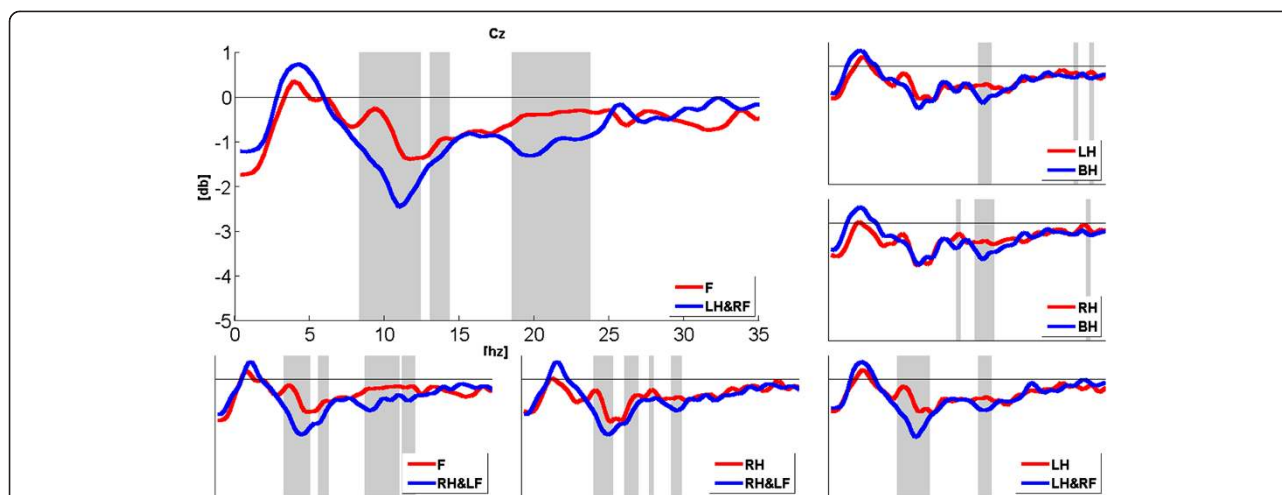 Cz
1
0
-1
-2
-3
-4
-5
[db]
0 5 10 15 20 25 30 35
[hz]
F
LH&RF
LH
BH
RH
BH
F
RH&LF
RH
RH&LF
LH
LH&RF